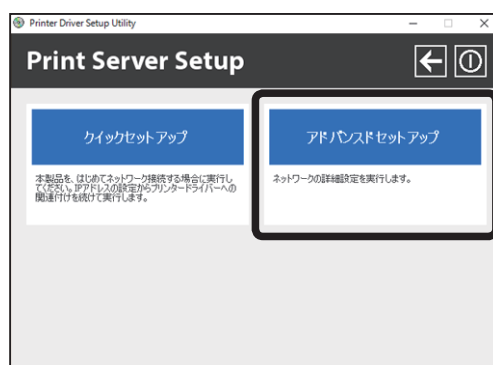 Printer Driver Setup Utility
Print Server Setup
クイックセットアップ
本製品を、はじめてネットワーク接続する場合に実行し
てください。IPアドレスの設定からプリンタードライバーへの
関連付けを続けて実行します。
アドバンスドセットアップ
ネットワークの詳細設定を実行します。